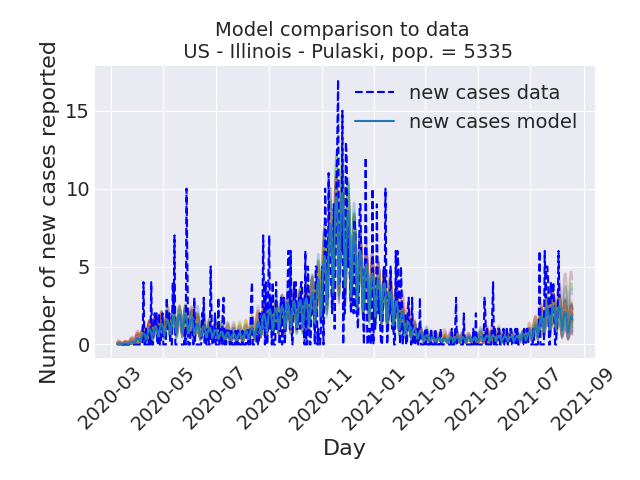 Model comparison to data
US - Illinois - Pulaski, pop. = 5335
new cases data
new cases model
Number of new cases reported
15
10
5
0
2020-03
2020-05
2020-07
2020-09
2020-11
2021-01
2021-03
2021-05
2021-07
2021-09
Day